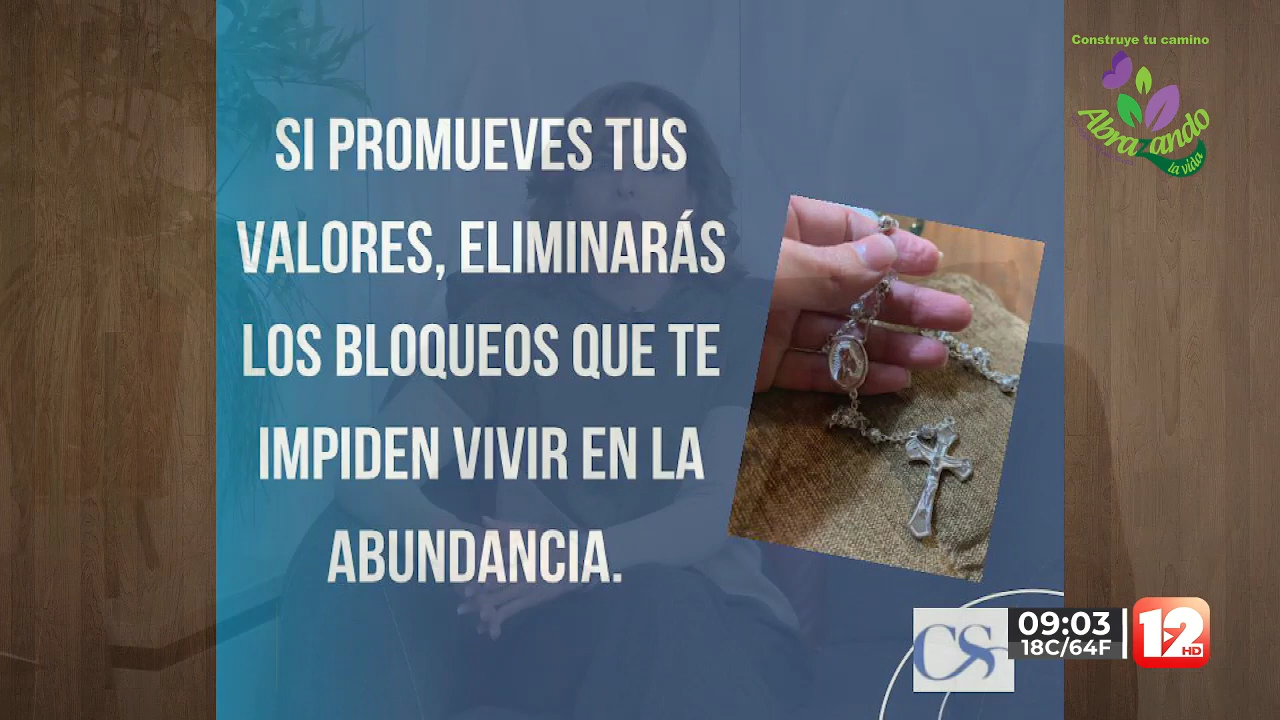 Construye tu camino
Abrazando
la vida
SI PROMUEVES TUS
VALORES, ELIMINARÁS
LOS BLOQUEOS QUE TE
IMPIDEN VIVIR EN LA
ABUNDANCIA.
CS
09:03
18C/64F
12
HD